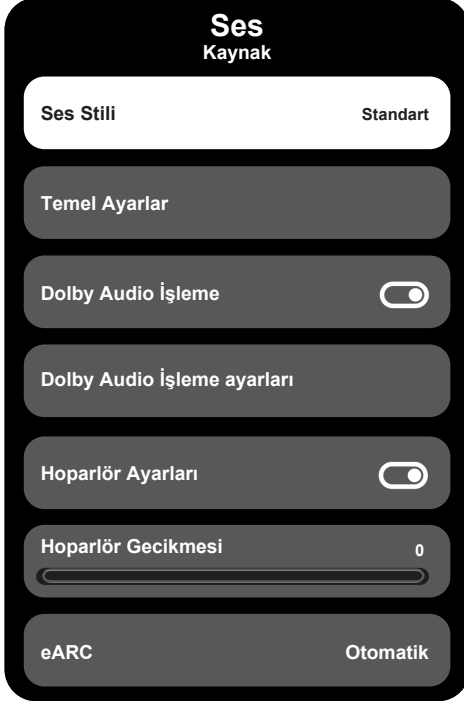 Ses
Kaynak
Ses Stili Standart
Temel Ayarlar
Dolby Audio İşleme
Dolby Audio İşleme ayarları
Hoparlör Ayarları
Hoparlör Gecikmesi 0
eARC Otomatik